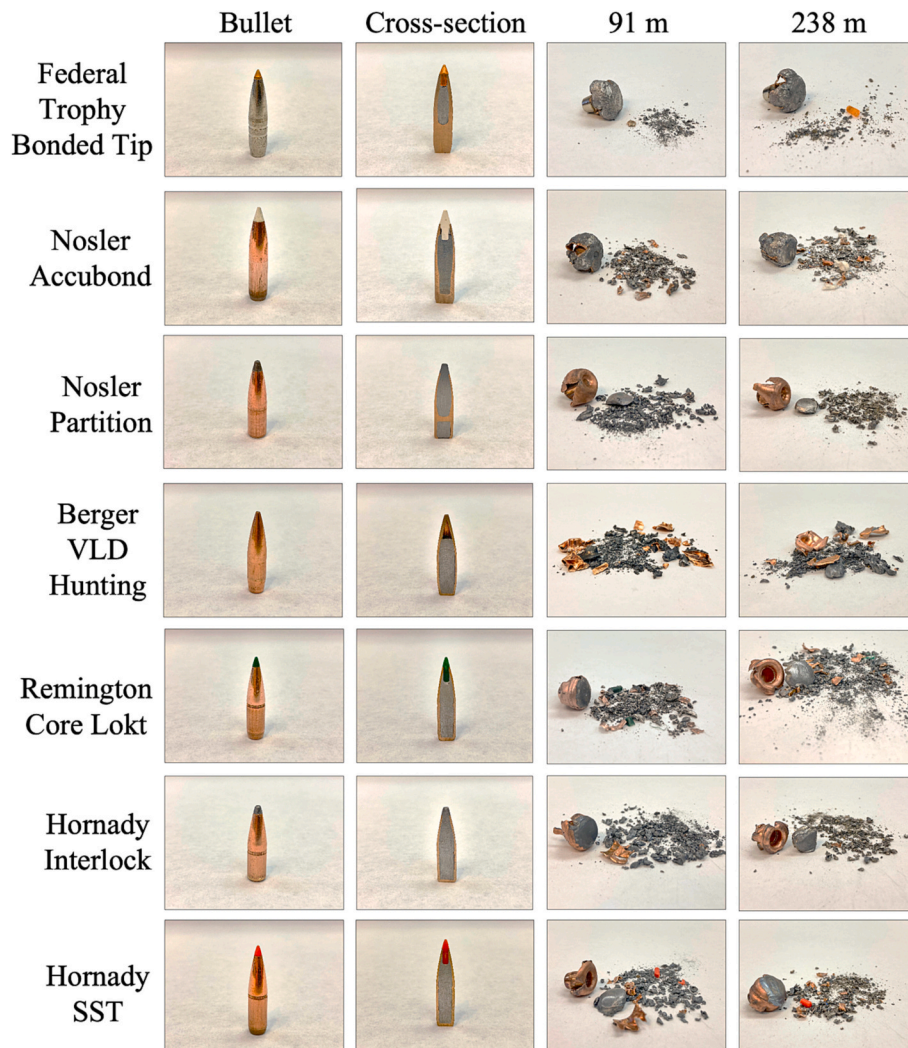 Bullet Cross-section 91 m 238 m
Federal
Trophy
Bonded Tip
Nosler
Accubond
Nosler
Partition
Berger
VLD
Hunting
Remington
Core Lokt
Hornady
Interlock
Hornady
SST